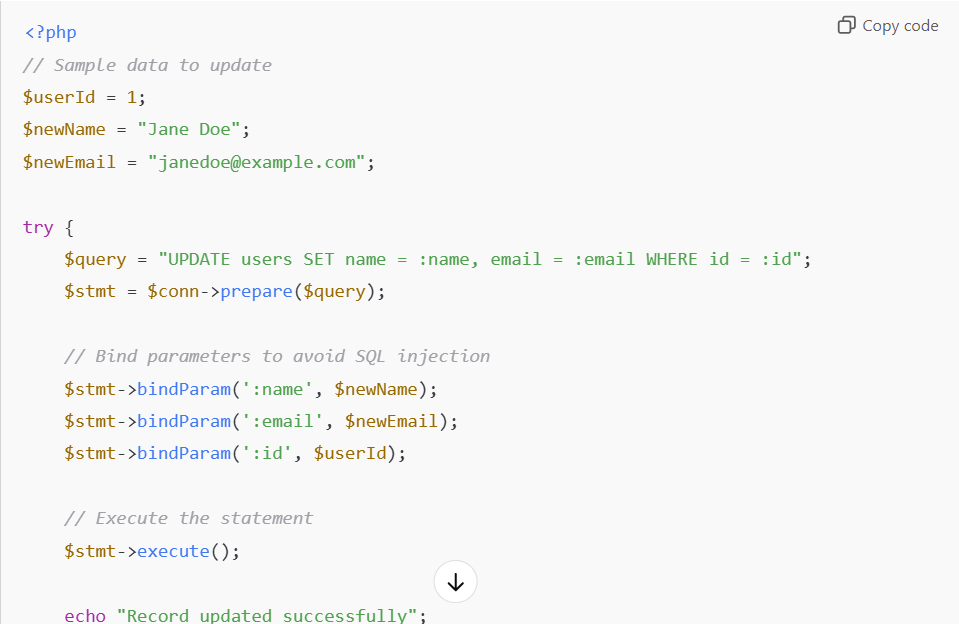 <?php
Copy code
// Sample data to update
$userId = 1;
$newName = "Jane Doe";
$newEmail = "janedoe@example.com";
try {
$query = "UPDATE users SET name = :name, email = :email WHERE id = :id";
$stmt = $conn->prepare($query);
// Bind parameters to avoid SQL injection
$stmt->bindParam(':name', $newName);
$stmt->bindParam(':email', $newEmail);
$stmt->bindParam(':id', $userId);
// Execute the statement
$stmt->execute();
echo "Record updated successfully";